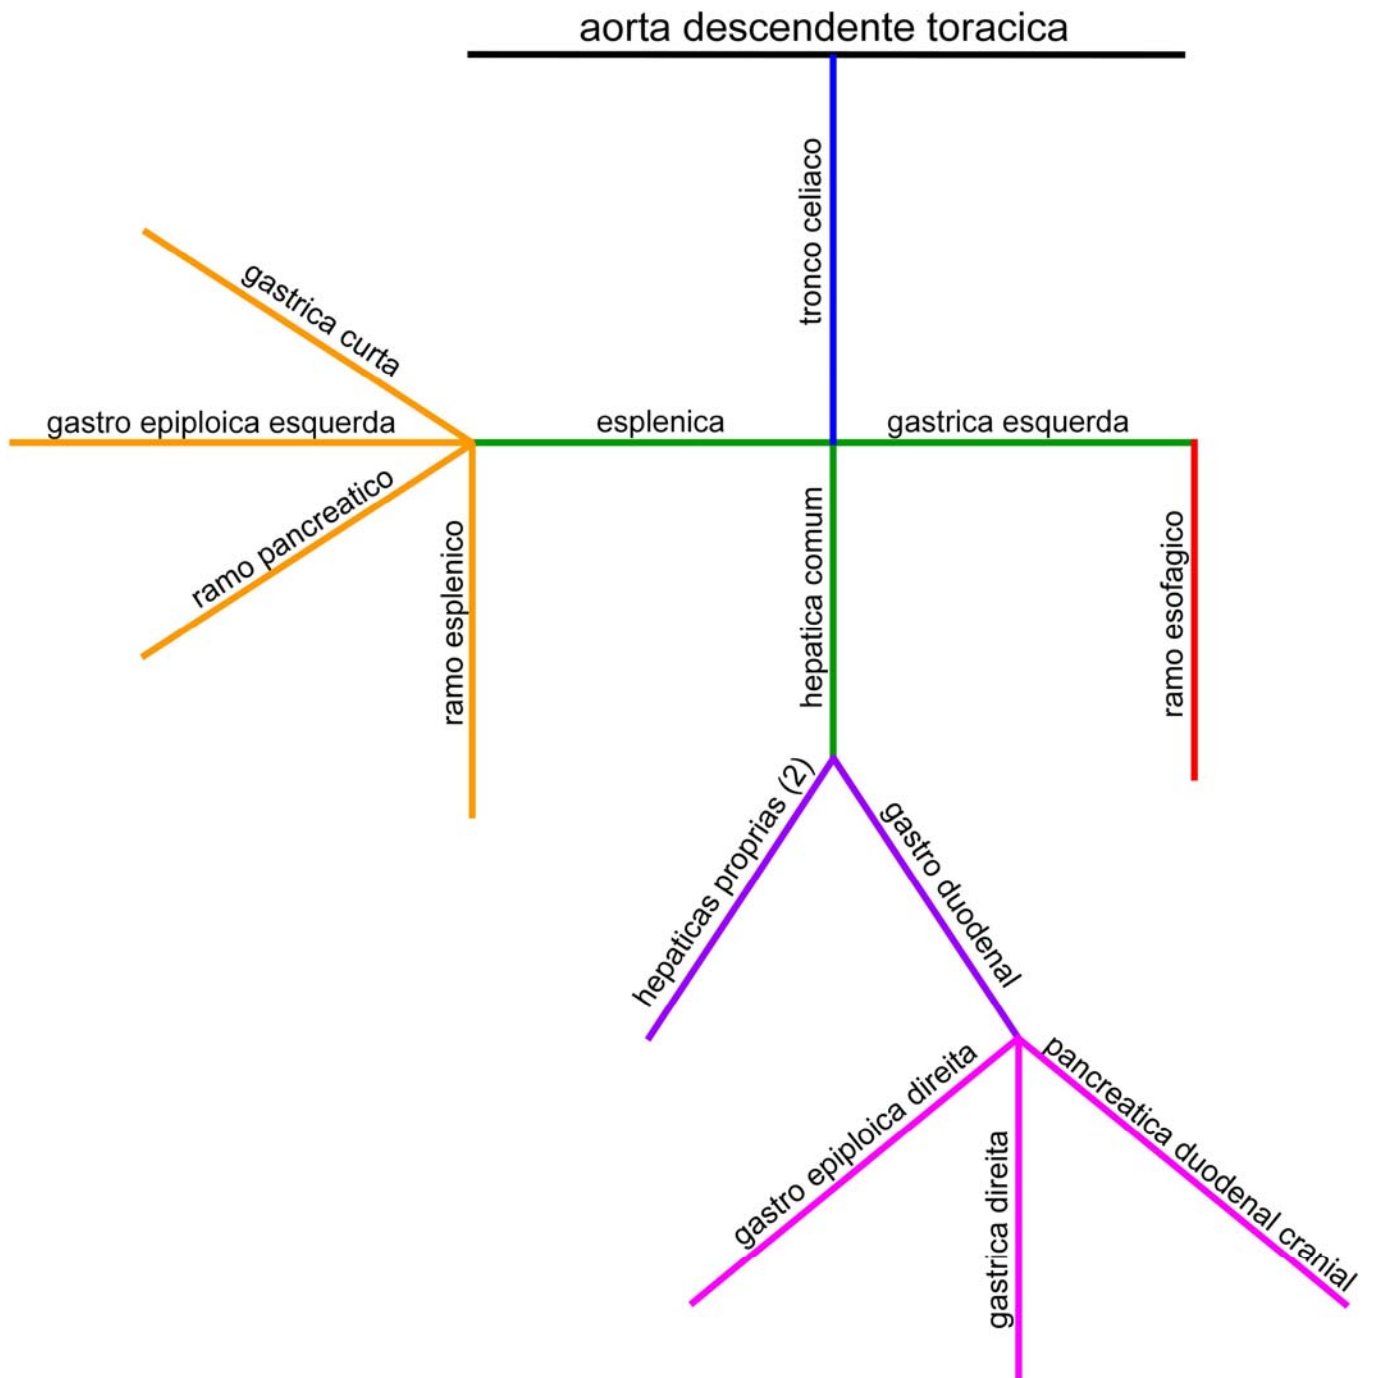 aorta descendente toracica
tronco celiaco
gastrica curta
gastro epiploica esquerda
esplenica
gastrica esquerda
ramo pancreatico
ramo esplenico
hepatica comum
ramo esofagico
hepaticas proprias (2)
gastro duodenal
gastro epiploica direita
gastrica direita
pancreatica duodenal cranial